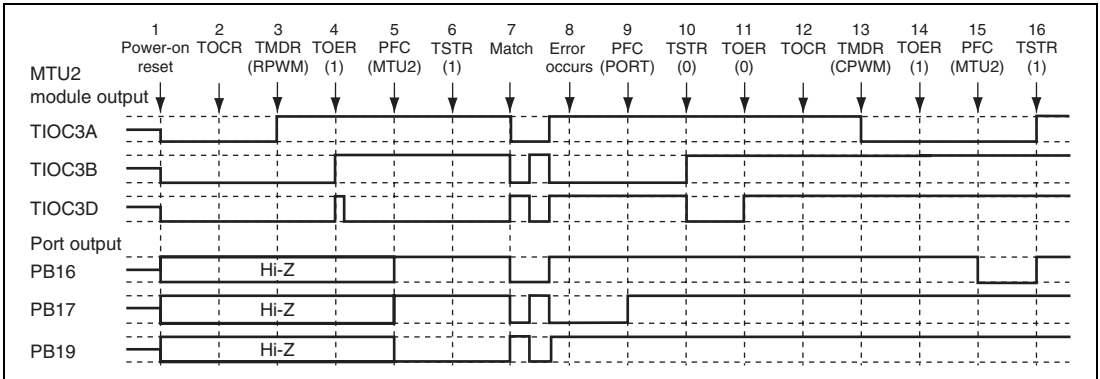 1 2 3 4 5 6 7 8 9 10 11 12 13 14 15 16
Power-on TOCR TMDR TOER PFC TSTR Match Error PFC TSTR TOER TOCR TMDR TOER PFC TSTR
reset (RPWM) (1) (MTU2) (1) occurs (PORT) (0) (0) (CPWM) (1) (MTU2) (1)
MTU2
module output
TIOC3A
TIOC3B
TIOC3D
Port output
PB16 Hi-Z
PB17 Hi-Z
PB19 Hi-Z